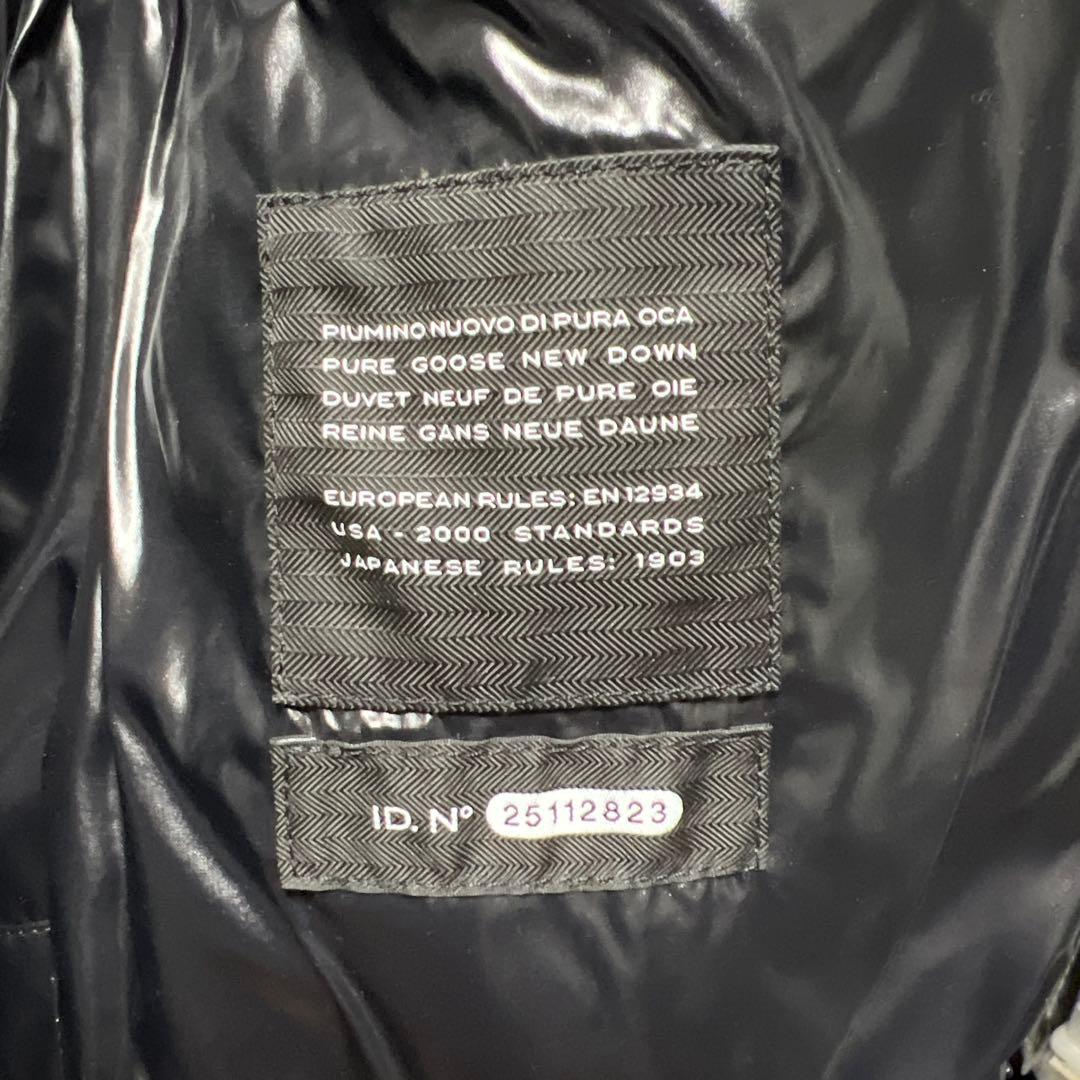 PIUMINO NUOVO DI PURA OCA
PURE GOOSE NEW DOWN
DUVET NEUF DE PURE OIE
REINE GANS NEUE DAUNE
EUROPEAN RULES: EN 12934
USA - 2000 STANDARDS
JAPANESE RULES: 1903
ID. N° 25112823